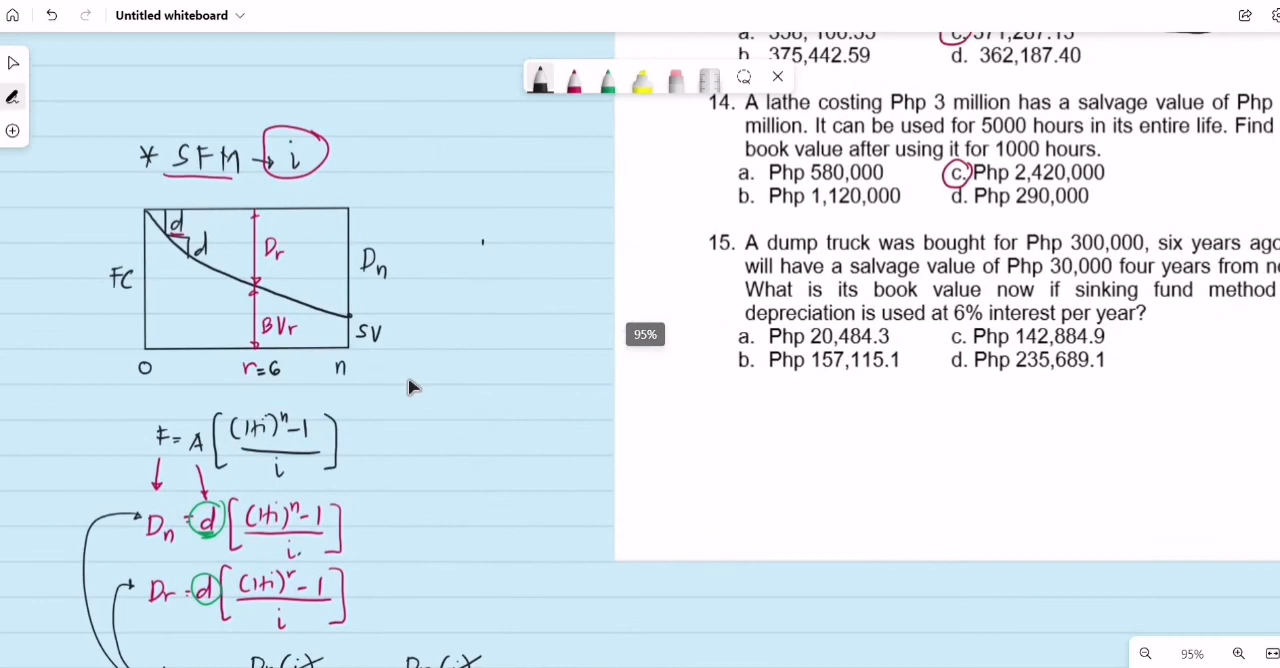 Untitled whiteboard
b. 375,442.59 d. 362,187.40
14. A lathe costing Php 3 million has a salvage value of Php
million. It can be used for 5000 hours in its entire life. Find
book value after using it for 1000 hours.
a. Php 580,000 c. Php 2,420,000
b. Php 1,120,000 d. Php 290,000
15. A dump truck was bought for Php 300,000, six years ago
will have a salvage value of Php 30,000 four years from
What is its book value now if sinking fund method
depreciation is used at 6% interest per year?
a. Php 20,484.3 c. Php 142,884.9
b. Php 157,115.1 d. Php 235,689.1
* SFM → i
d
d
Dr
Dn
FC
BVr
SV
0 r=6 n
F = A [ (1+i)^n - 1 / i ]
Dn = d [ (1+i)^n - 1 / i ]
Dr = d [ (1+i)^r - 1 / i ]
95%
95%